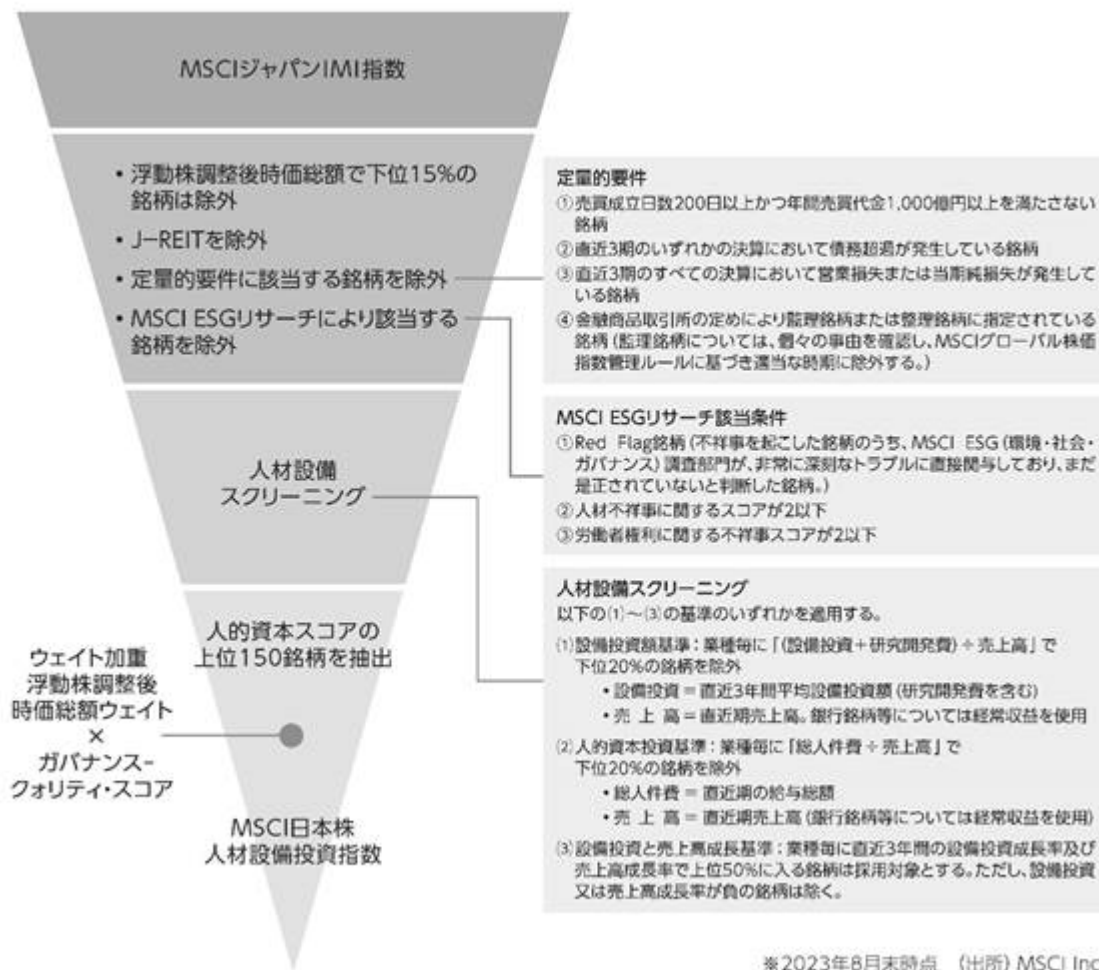 MSCIジャパンIMI指数
• 浮動株調整後時価総額で下位15%の
銘柄は除外
• J−REITを除外
• 定量的要件に該当する銘柄を除外
• MSCI ESGリサーチにより該当する
銘柄を除外
定量的要件
①売買成立日数200日以上かつ年間売買代金1,000億円以上を満たさない
銘柄
②直近3期のいずれかの決算において債務超過が発生している銘柄
③直近3期のすべての決算において営業損失または当期純損失が発生して
いる銘柄
④金融商品取引所の定めにより監理銘柄または整理銘柄に指定されている
銘柄（監理銘柄については、個々の事由を確認し、MSCIグローバル株価
指数管理ルールに基づき適当な時期に除外する。）
MSCI ESGリサーチ該当条件
①Red Flag銘柄（不祥事を起こした銘柄のうち、MSCI ESG（環境・社会・
ガバナンス）調査部門が、非常に深刻なトラブルに直接関与しており、まだ
是正されていないと判断した銘柄。）
②人材不祥事に関するスコアが2以下
③労働者権利に関する不祥事スコアが2以下
人材設備
スクリーニング
人材設備スクリーニング
以下の⑴～⑶の基準のいずれかを適用する。
⑴設備投資額基準：業種毎に「（設備投資＋研究開発費）÷売上高」で
下位20%の銘柄を除外
• 設備投資＝直近3年間平均設備投資額（研究開発費を含む）
• 売 上 高＝直近期売上高。銀行銘柄等については経常収益を使用
⑵人的資本投資基準：業種毎に「総人件費÷売上高」で
下位20%の銘柄を除外
• 総人件費＝直近期の給与総額
• 売 上 高＝直近期売上高（銀行銘柄等については経常収益を使用）
⑶設備投資と売上高成長基準：業種毎に直近3年間の設備投資成長率及び
売上高成長率で上位50%に入る銘柄は採用対象とする。ただし、設備投資
又は売上高成長率が負の銘柄は除く。
人的資本スコアの
上位150銘柄を抽出
ウェイト加重
浮動株調整後
時価総額ウェイト
×
ガバナンス−
クォリティ・スコア
MSCI日本株
人材設備投資指数
※2023年8月末時点 （出所）MSCI Inc